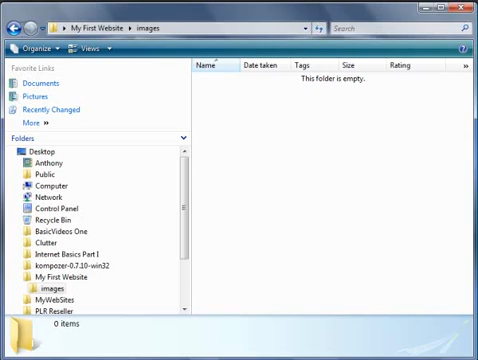 My First Website
images
Search
Organize
Views
Favorite Links
Documents
Pictures
Recently Changed
More »
Folders
Desktop
Anthony
Public
Computer
Network
Control Panel
Recycle Bin
BasicVideos One
Clutter
Internet Basics Part I
kompozer-0.7.10-win32
My First Website
images
MyWebSites
PLR Reseller
Name
Date taken
Tags
Size
Rating
»
This folder is empty.
0 items